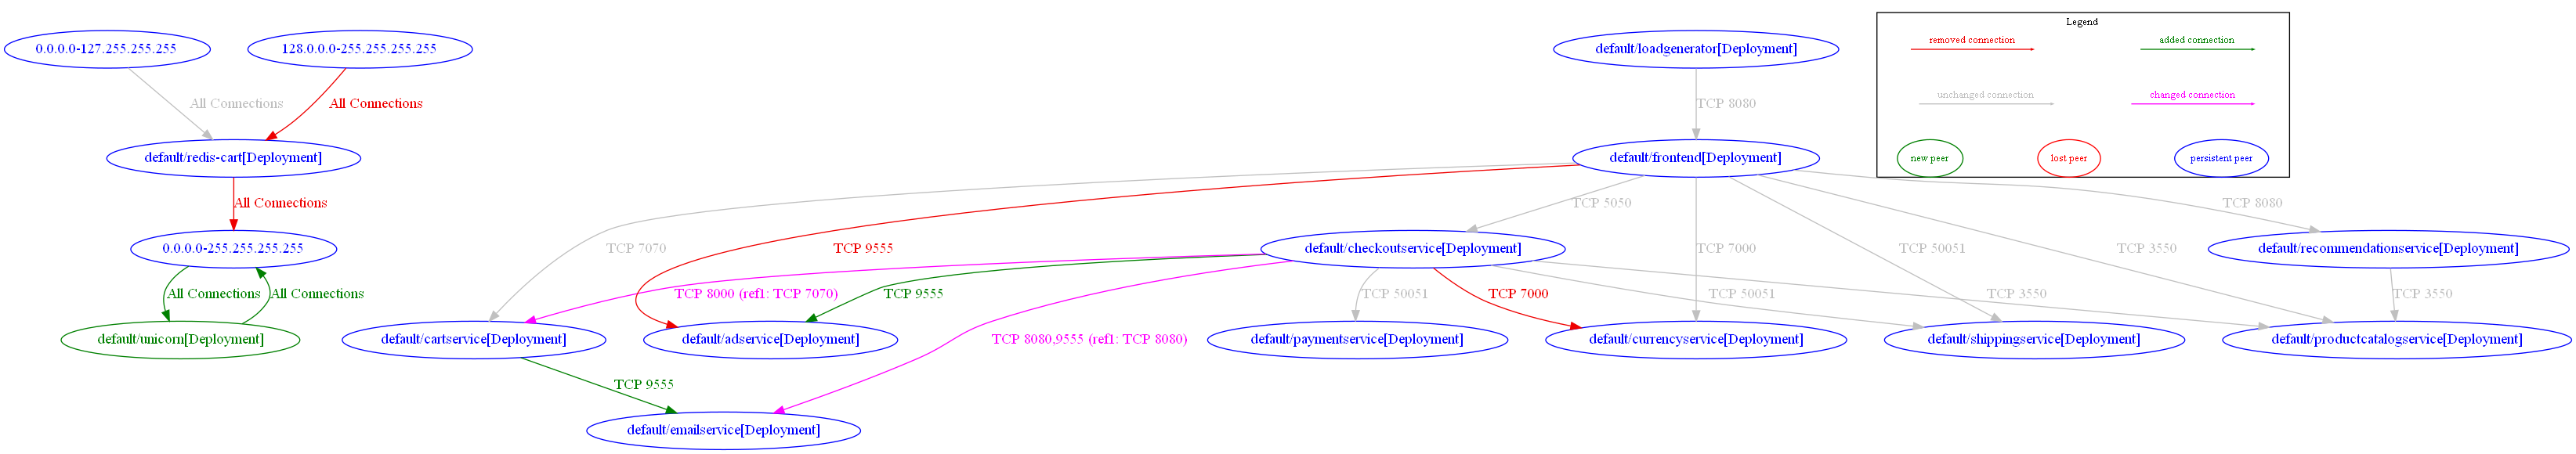 0.0.0.0-127.255.255.255
128.0.0.0-255.255.255.255
default/loadgenerator[Deployment]
Legend
removed connection
added connection
unchanged connection
changed connection
new peer
lost peer
persistent peer
All Connections
All Connections
TCP 8080
default/redis-cart[Deployment]
default/frontend[Deployment]
All Connections
TCP 5050
TCP 8080
0.0.0.0-255.255.255.255
TCP 7070
TCP 9555
default/checkoutservice[Deployment]
TCP 7000
TCP 50051
TCP 3550
default/recommendationservice[Deployment]
All Connections
All Connections
TCP 8000 (ref1: TCP 7070)
TCP 9555
TCP 50051
TCP 7000
TCP 50051
TCP 3550
TCP 3550
default/unicorn[Deployment]
default/cartservice[Deployment]
default/adservice[Deployment]
TCP 8080,9555 (ref1: TCP 8080)
default/paymentservice[Deployment]
default/currencyservice[Deployment]
default/shippingservice[Deployment]
default/productcatalogservice[Deployment]
TCP 9555
default/emailservice[Deployment]